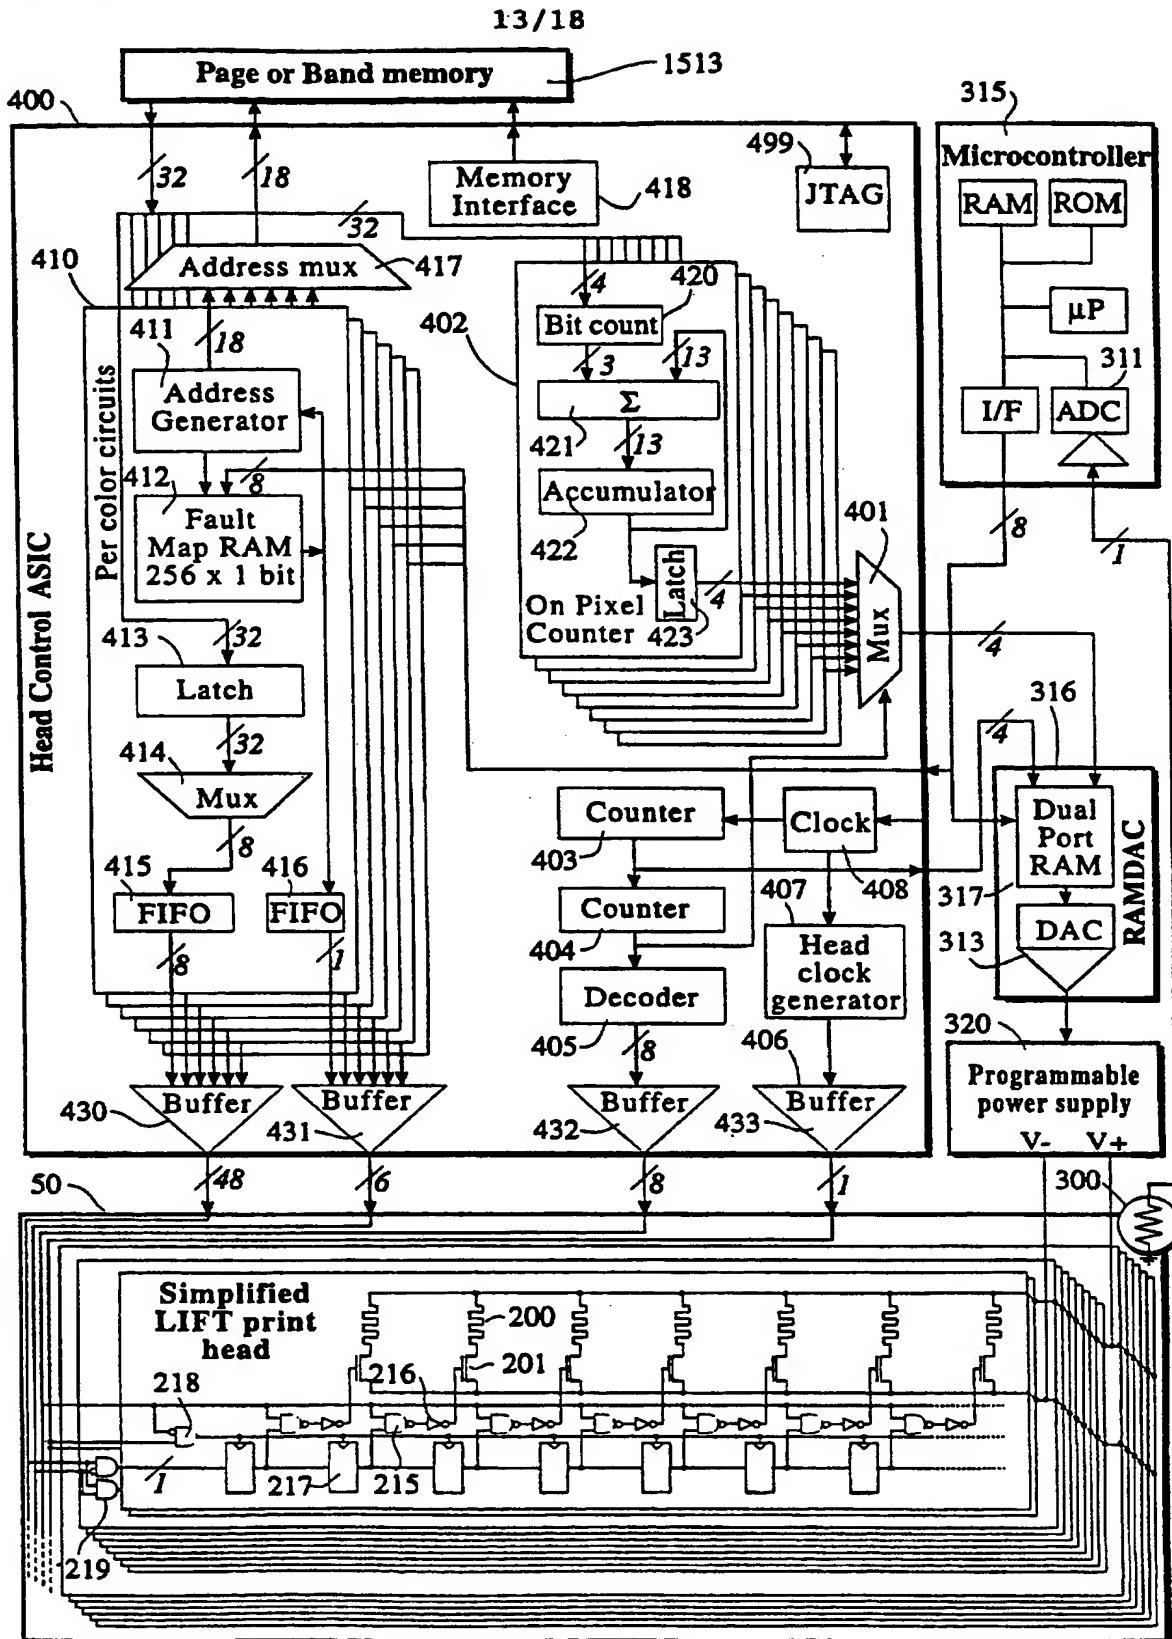 13/18
Page or Band memory
1513
400
315
32
18
Memory
Interface
418
499
JTAG
Microcontroller
RAM
ROM
32
410
Address mux
417
4
420
411
18
402
Bit count
µP
3
13
Per color circuits
Address
Generator
Σ
311
421
13
I/F
ADC
412
8
Accumulator
422
401
Fault
Map RAM
256 x 1 bit
8
1
Latch
4
On Pixel
Counter
423
Mux
Head Control ASIC
32
413
Latch
4
316
32
4
414
Mux
Counter
Clock
Dual
Port
RAM
8
403
408
317
RAMDAC
415
416
407
FIFO
FIFO
Counter
DAC
404
313
8
1
Head
clock
generator
Decoder
320
405
8
406
Programmable
power supply
Buffer
Buffer
Buffer
Buffer
430
431
432
433
V-
V+
50
48
6
8
1
300
Simplified
LIFT print
head
200
201
216
218
1
217
215
219